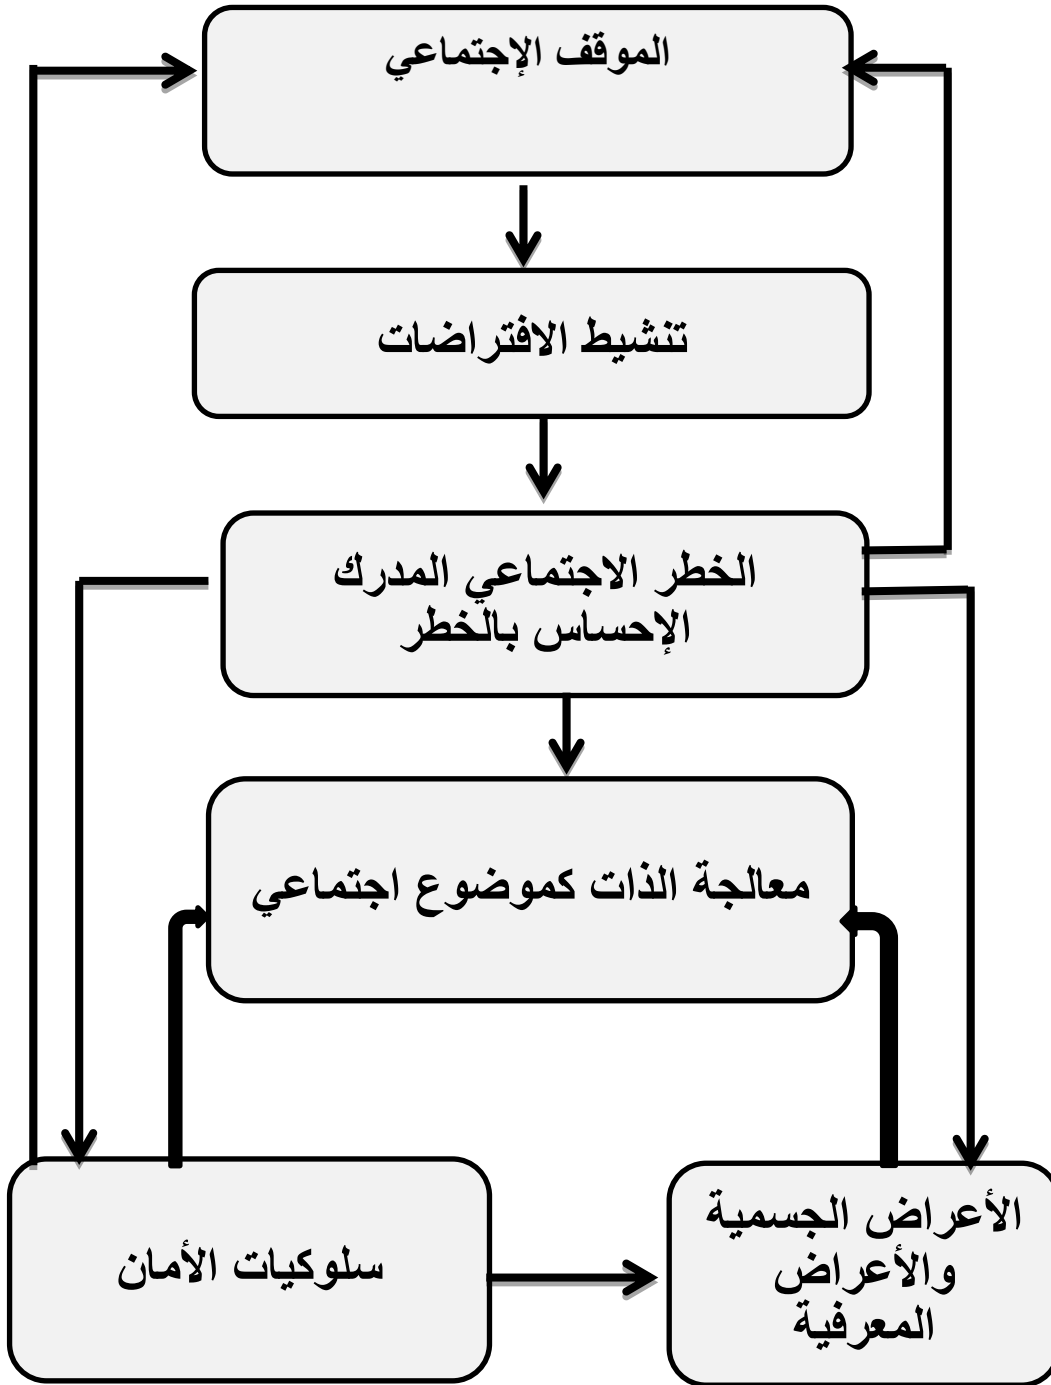 الموقف الإجتماعي
تنشيط الافتراضات
الخطر الاجتماعي المدرك
الإحساس بالخطر
معالجة الذات كموضوع اجتماعي
سلوكيات الأمان
الأعراض الجسمية
والأعراض
المعرفية